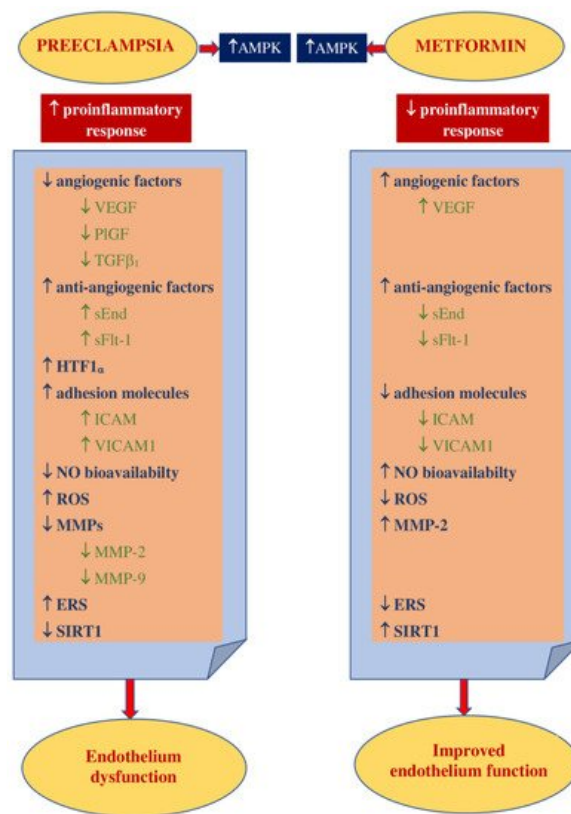 PREECLAMPSIA
↑AMPK
↑AMPK
METFORMIN
↑ proinflammatory
response
↓ angiogenic factors
↓ VEGF
↓ PlGF
↓ TGFβ₁
↑ anti-angiogenic factors
↑ sEnd
↑ sFlt-1
↑ HTF1α
↑ adhesion molecules
↑ ICAM
↑ VICAM1
↓ NO bioavailabilty
↑ ROS
↓ MMPs
↓ MMP-2
↓ MMP-9
↑ ERS
↓ SIRT1
Endothelium
dysfunction
↓ proinflammatory
response
↑ angiogenic factors
↑ VEGF
↑ anti-angiogenic factors
↓ sEnd
↓ sFlt-1
↓ adhesion molecules
↓ ICAM
↓ VICAM1
↑ NO bioavailabilty
↓ ROS
↑ MMP-2
↓ ERS
↑ SIRT1
Improved
endothelium function